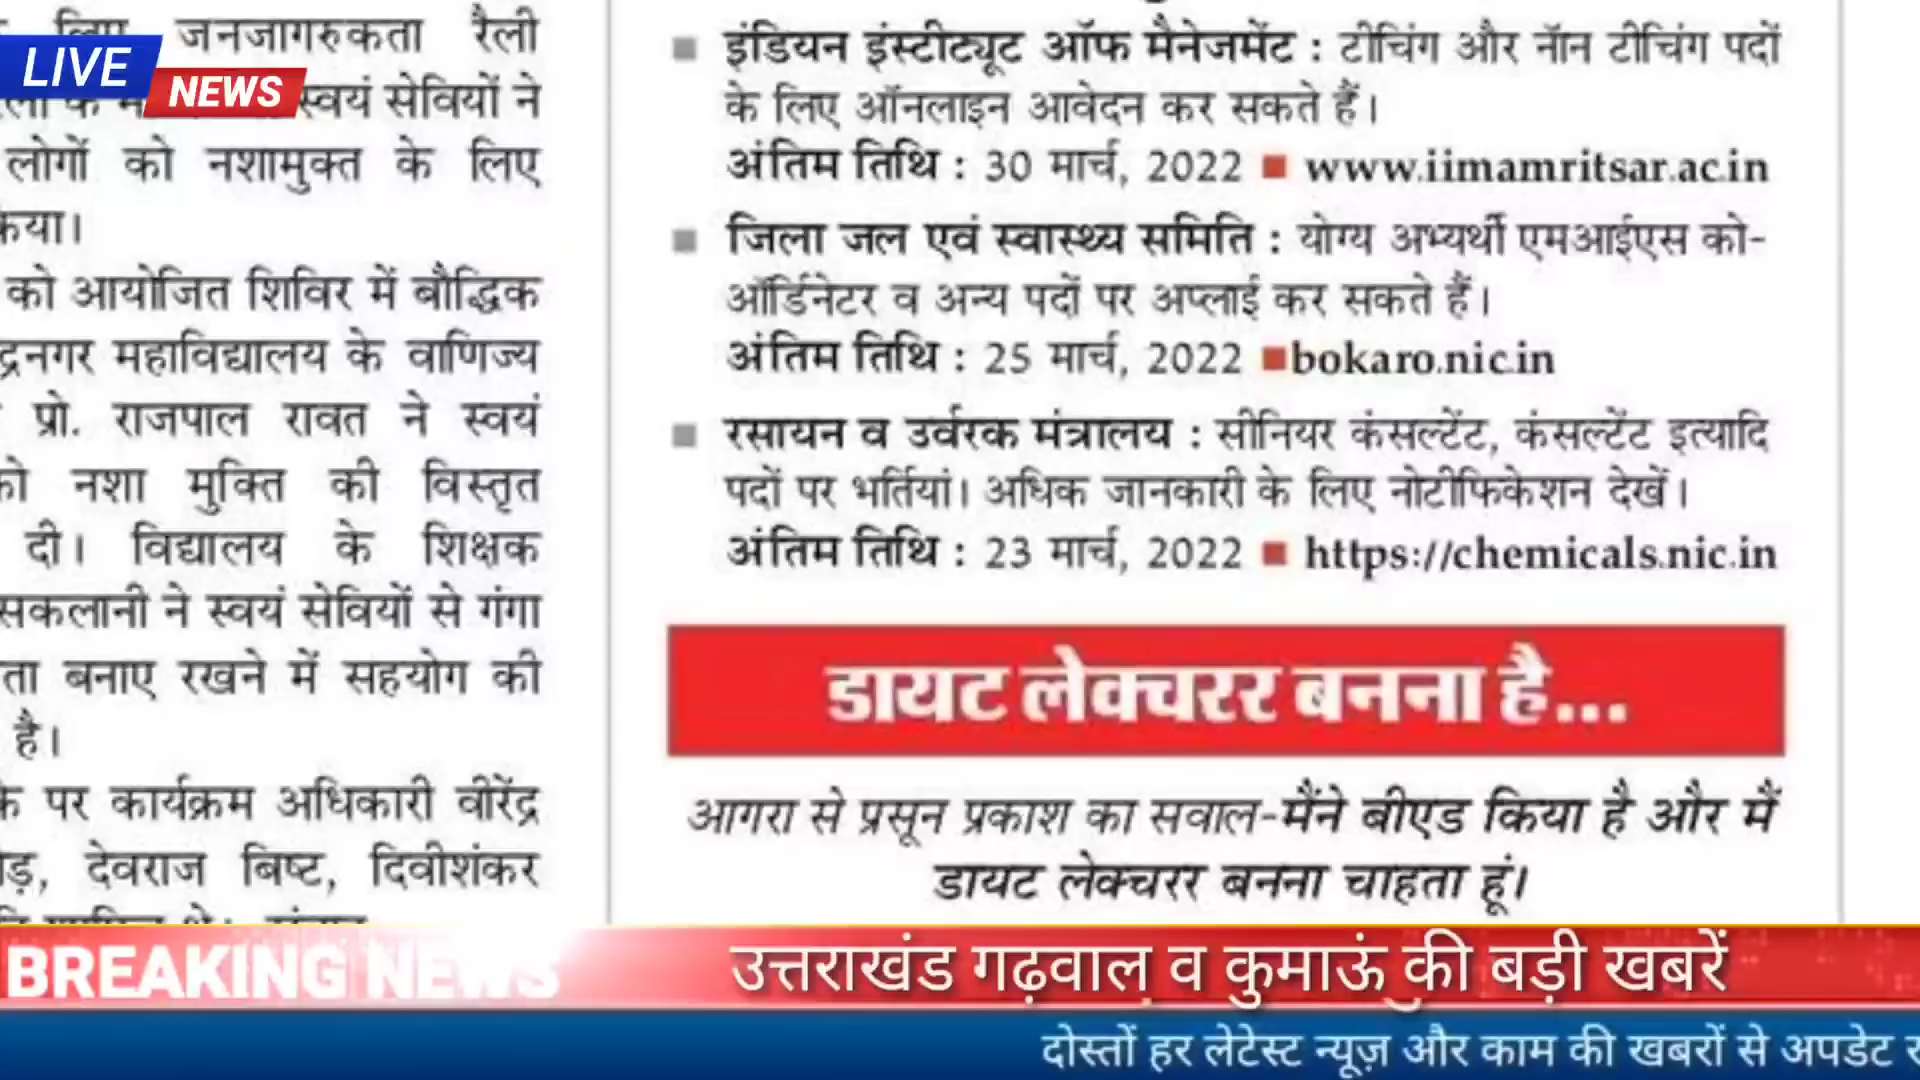 लिए जनजागरुकता रैली
LIVE
NEWS
स्वयं सेवियों ने
लोगों को नशामुक्त के लिए
किया।
को आयोजित शिविर में बौद्धिक
महाविद्यालय के वाणिज्य
प्रो. राजपाल रावत ने स्वयं
को नशा मुक्ति की विस्तृत
दी। विद्यालय के शिक्षक
सकलानी ने स्वयं सेवियों से गंगा
बनाए रखने में सहयोग की
है।
पर कार्यक्रम अधिकारी वीरेंद्र
देवराज बिष्ट, दिवीशंकर
इंडियन इंस्टीट्यूट ऑफ मैनेजमेंट : टीचिंग और नॉन टीचिंग पदों
के लिए ऑनलाइन आवेदन कर सकते हैं।
अंतिम तिथि : 30 मार्च, 2022 ■ www.iimamritsar.ac.in
जिला जल एवं स्वास्थ्य समिति : योग्य अभ्यर्थी एमआईएस को-
ऑर्डिनेटर व अन्य पदों पर अप्लाई कर सकते हैं।
अंतिम तिथि : 25 मार्च, 2022 ■bokaro.nic.in
रसायन व उर्वरक मंत्रालय : सीनियर कंसल्टेंट, कंसल्टेंट इत्यादि
पदों पर भर्तियां। अधिक जानकारी के लिए नोटीफिकेशन देखें।
अंतिम तिथि : 23 मार्च, 2022 ■ https://chemicals.nic.in
डायट लेक्चरर बनना है...
आगरा से प्रसून प्रकाश का सवाल-मैंने बीएड किया है और मैं
डायट लेक्चरर बनना चाहता हूं।
BREAKING NEWS
उत्तराखंड गढ़वाल व कुमाऊं की बड़ी खबरें
दोस्तों हर लेटेस्ट न्यूज़ और काम की खबरों से अपडेट